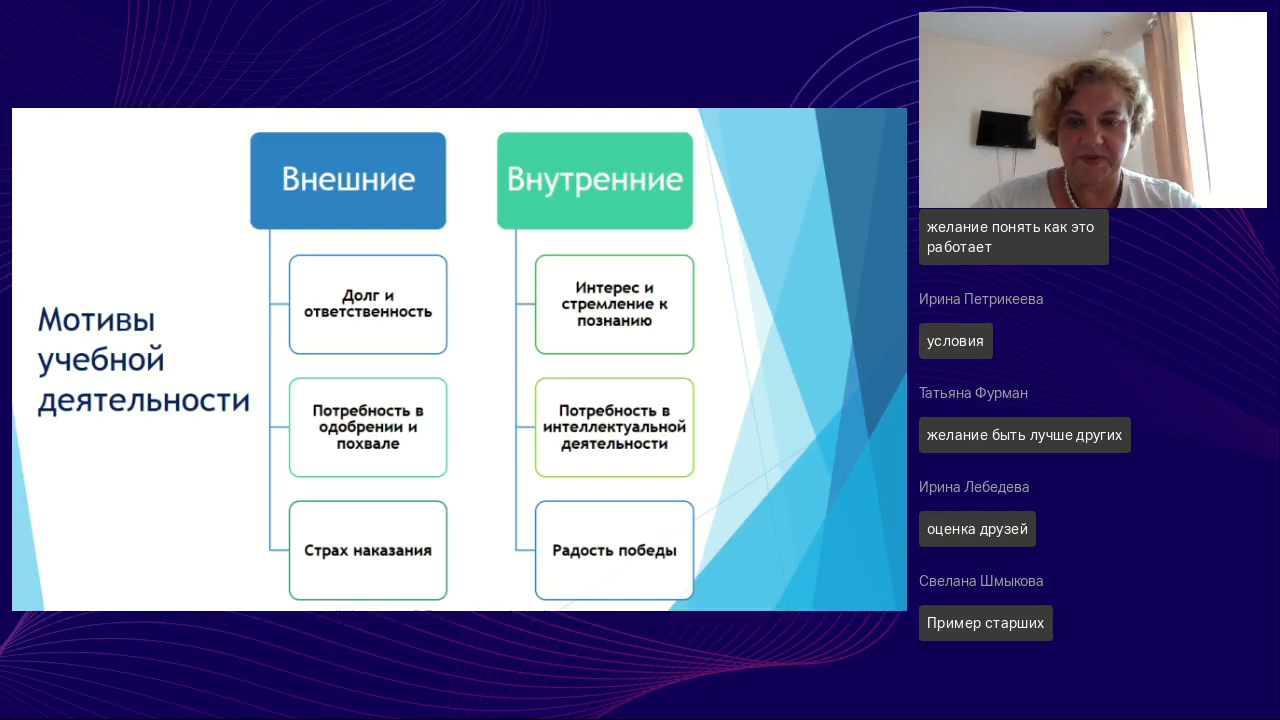 Мотивы
учебной
деятельности
Внешние
Долг и
ответственность
Потребность в
одобрении и
похвале
Страх наказания
Внутренние
Интерес и
стремление к
познанию
Потребность в
интеллектуальной
деятельности
Радость победы
желание понять как это
работает
Ирина Петрикеева
условия
Татьяна Фурман
желание быть лучше других
Ирина Лебедева
оценка друзей
Свелана Шмыкова
Пример старших